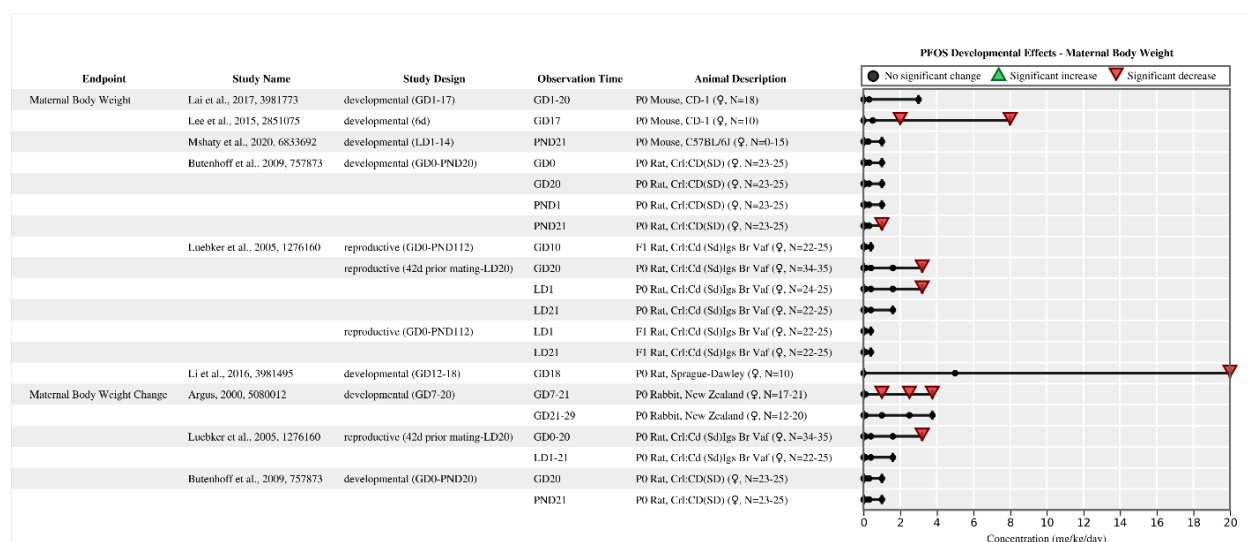 PFOS Developmental Effects - Maternal Body Weight
Endpoint Study Name Study Design Observation Time Animal Description No significant change Significant increase Significant decrease
Maternal Body Weight Lai et al., 2017, 3981773 developmental (GD1-17) GD1-20 P0 Mouse, CD-1 (♀, N=18)
Lee et al., 2015, 2851075 developmental (6d) GD17 P0 Mouse, CD-1 (♀, N=10)
Mshaty et al., 2020, 6833692 developmental (LD1-14) PND21 P0 Mouse, C57BL/6J (♀, N=0-15)
Butenhoff et al., 2009, 757873 developmental (GD0-PND20) GD0 P0 Rat, Crl:CD(SD) (♀, N=23-25)
GD20 P0 Rat, Crl:CD(SD) (♀, N=23-25)
PND1 P0 Rat, Crl:CD(SD) (♀, N=23-25)
PND21 P0 Rat, Crl:CD(SD) (♀, N=23-25)
Luebker et al., 2005, 1276160 reproductive (GD0-PND112) GD10 F1 Rat, Crl:Cd (Sd)Igs Br Vaf (♀, N=22-25)
reproductive (42d prior mating-LD20) GD20 P0 Rat, Crl:Cd (Sd)Igs Br Vaf (♀, N=34-35)
LD1 P0 Rat, Crl:Cd (Sd)Igs Br Vaf (♀, N=24-25)
LD21 P0 Rat, Crl:Cd (Sd)Igs Br Vaf (♀, N=22-25)
reproductive (GD0-PND112) LD1 F1 Rat, Crl:Cd (Sd)Igs Br Vaf (♀, N=22-25)
LD21 F1 Rat, Crl:Cd (Sd)Igs Br Vaf (♀, N=22-25)
Li et al., 2016, 3981495 developmental (GD12-18) GD18 P0 Rat, Sprague-Dawley (♀, N=10)
Maternal Body Weight Change Argus, 2000, 5080012 developmental (GD7-20) GD7-21 P0 Rabbit, New Zealand (♀, N=17-21)
GD21-29 P0 Rabbit, New Zealand (♀, N=12-20)
Luebker et al., 2005, 1276160 reproductive (42d prior mating-LD20) GD0-20 P0 Rat, Crl:Cd (Sd)Igs Br Vaf (♀, N=34-35)
LD1-21 P0 Rat, Crl:Cd (Sd)Igs Br Vaf (♀, N=22-25)
Butenhoff et al., 2009, 757873 developmental (GD0-PND20) GD20 P0 Rat, Crl:CD(SD) (♀, N=23-25)
PND21 P0 Rat, Crl:CD(SD) (♀, N=23-25)
0 2 4 6 8 10 12 14 16 18 20
Concentration (mg/kg/day)